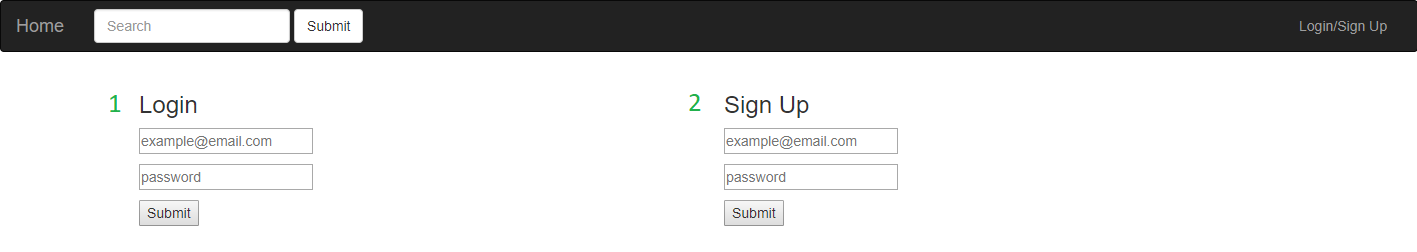 Home Search Submit Login/Sign Up
1 Login
example@email.com
password
Submit
2 Sign Up
example@email.com
password
Submit